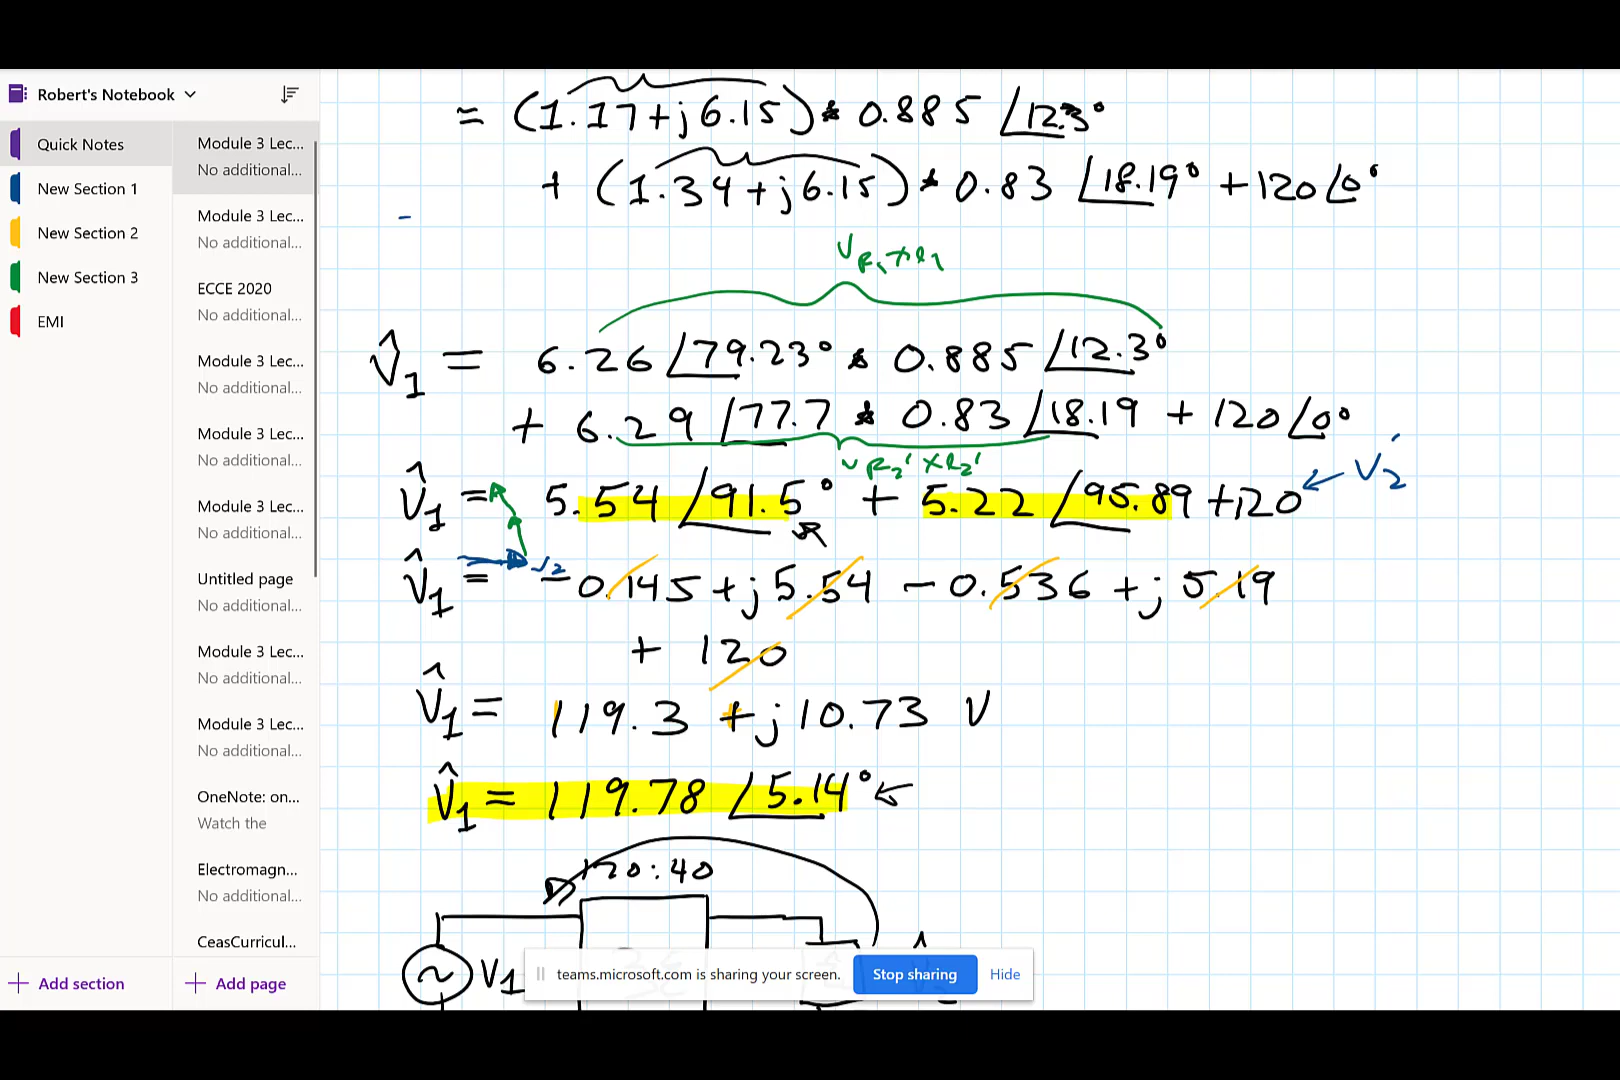 Robert's Notebook
Quick Notes
New Section 1
New Section 2
New Section 3
EMI
Add section
Module 3 Lec...
No additional...
Module 3 Lec...
No additional...
ECCE 2020
No additional...
Module 3 Lec...
No additional...
Module 3 Lec...
No additional...
Module 3 Lec...
No additional...
Untitled page
No additional...
Module 3 Lec...
No additional...
Module 3 Lec...
No additional...
OneNote: on...
Watch the
Electromagn...
No additional...
CeasCurricul...
Add page
= (1.17+j6.15) * 0.885 ∠12.3°
+ (1.34+j6.15) * 0.83 ∠18.19° + 120∠0°
V̂1 = 6.26 ∠79.23° * 0.885 ∠12.3°
+ 6.29 ∠77.7 * 0.83 ∠18.19 + 120∠0°
V̂1 = 5.54 ∠91.5° + 5.22 ∠95.89 + 120 ← V2'
V̂1 = -0.145 + j5.54 - 0.536 + j5.19
+ 120
V̂1 = 119.3 + j10.73 V
V̂1 = 119.78 ∠5.14° ←
120:40
V1
teams.microsoft.com is sharing your screen.
Stop sharing
Hide